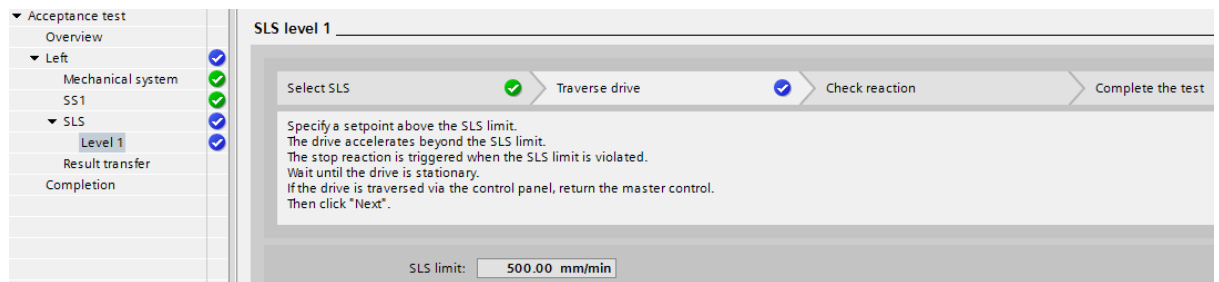 Acceptance test
Overview
Left
Mechanical system
SS1
SLS
Level 1
Result transfer
Completion
SLS level 1
Select SLS
Traverse drive
Check reaction
Complete the test
Specify a setpoint above the SLS limit.
The drive accelerates beyond the SLS limit.
The stop reaction is triggered when the SLS limit is violated.
Wait until the drive is stationary.
If the drive is traversed via the control panel, return the master control.
Then click "Next".
SLS limit: 500.00 mm/min